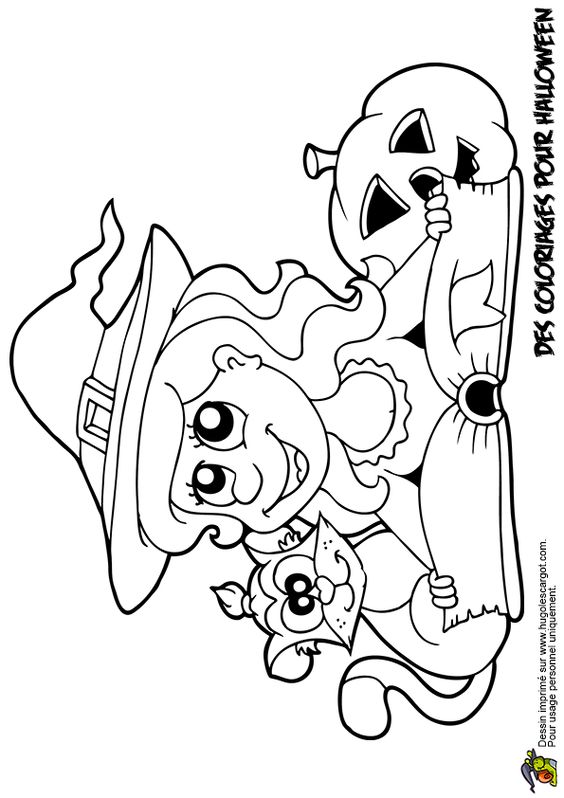 DES COLORIAGES POUR HALLOWEEN
Dessin imprimé sur www.hugolescargot.com.
Pour usage personnel uniquement.